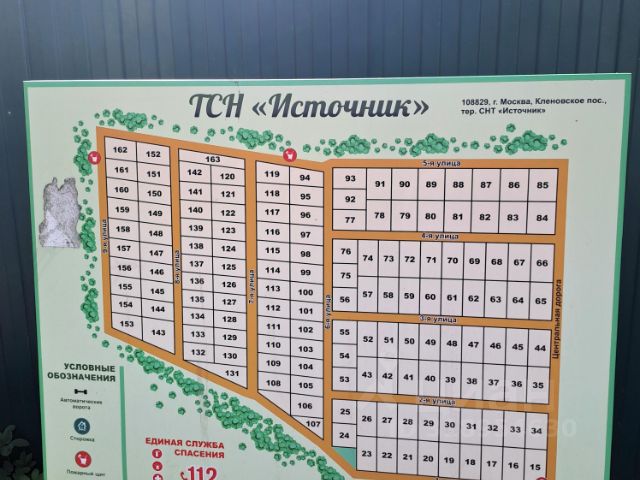 ТСН «Источник»
108829, г. Москва, Кленовское пос.,
тер. СНТ «Источник»
5-я улица
162 152
161 151
160 150
159 149
158 148
157 147
156 146
155 145
154 144
153 143
9-я улица
163
142 120
141 121
140 122
139 123
138 124
137 125
136 126
135 127
134 128
133 129
132 130
131
8-я улица
119 94
118 95
117 96
116 97
115 98
114 99
113 100
112 101
111 102
110 103
109 104
108 105
106
107
7-я улица
6-я улица
93 91 90 89 88 87 86 85
92
77 78 79 80 81 82 83 84
4-я улица
76 74 73 72 71 70 69 68 67 66
75
56 57 58 59 60 61 62 63 64 65
3-я улица
55 52 51 50 49 48 47 46 45 44
54
53 43 42 41 40 39 38 37 36 35
2-я улица
25 26 27 28 29 30 31 32 33 34
24
23 22 21 20 19 18 17 16 15
Центральная дорога
УСЛОВНЫЕ
ОБОЗНАЧЕНИЯ
Автоматические
ворота
Сторожка
Пожарный щит
ЕДИНАЯ СЛУЖБА
СПАСЕНИЯ
112